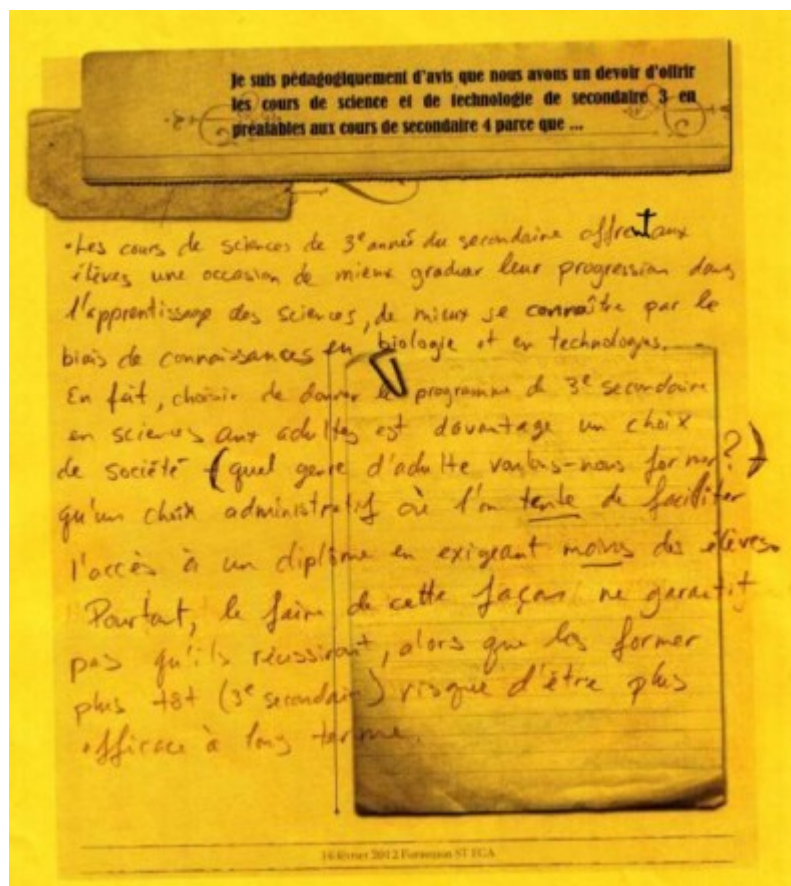 Je suis pédagogiquement d'avis que nous avons un devoir d'offrir
les cours de science et de technologie de secondaire 3 en
préalables aux cours de secondaire 4 parce que ...
• Les cours de sciences de 3e année du secondaire offrent aux
élèves une occasion de mieux graduer leur progression dans
l'apprentissage des sciences, de mieux se connaître par le
biais de connaissances en biologie et en technologies.
En fait, choisir de donner le programme de 3e secondaire
en sciences aux adultes est davantage un choix
de société (quel genre d'adulte voulons-nous former?)
qu'un choix administratif où l'on tente de faciliter
l'accès à un diplôme en exigeant moins des élèves.
Pourtant, le faire de cette façon ne garantit
pas qu'ils réussiront, alors que les former
plus tôt (3e secondaire) risque d'être plus
efficace à long terme.
16 février 2012 Formation ST FGA